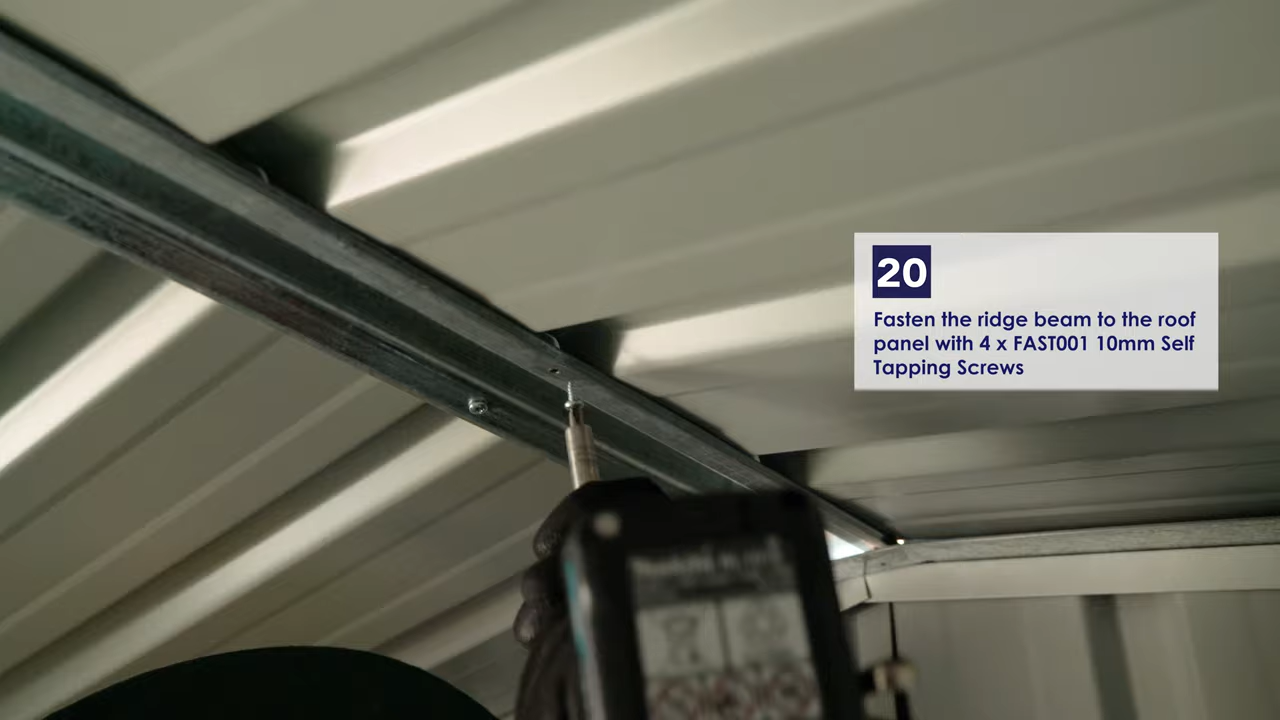 20
Fasten the ridge beam to the roof
panel with 4 x FAST001 10mm Self
Tapping Screws